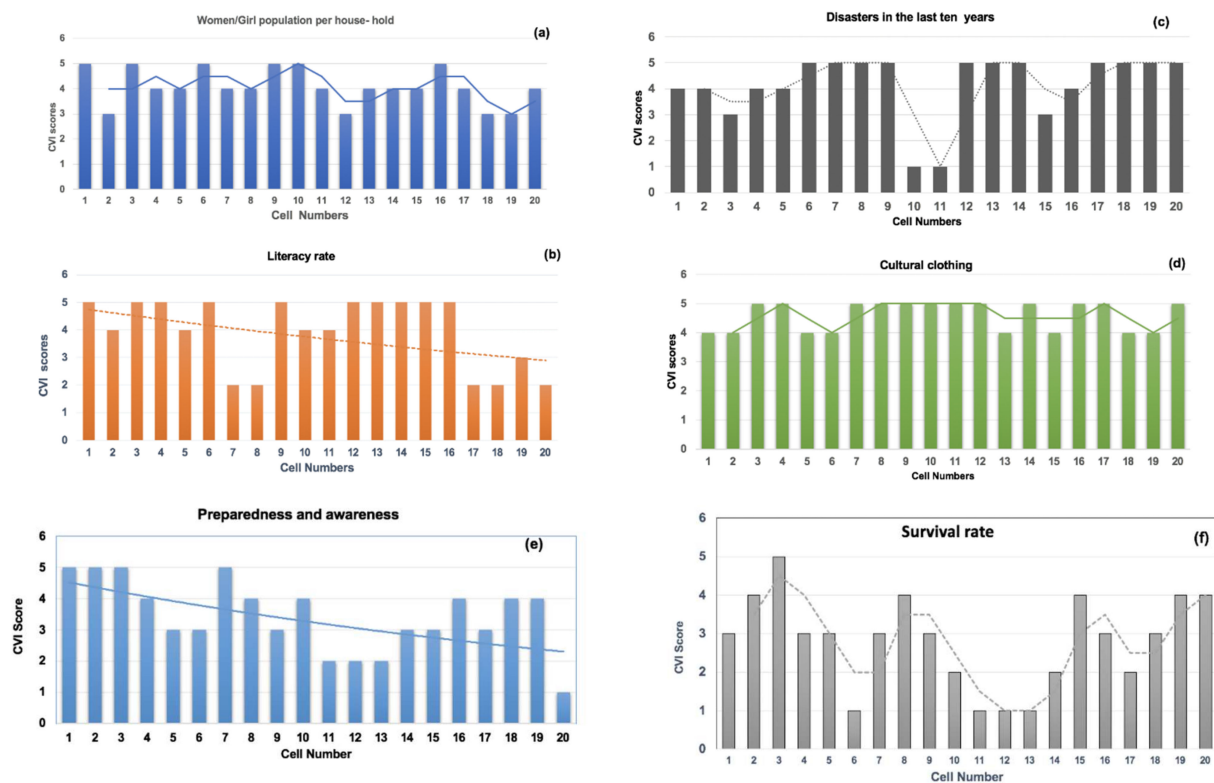 Women/Girl population per house- hold
(a)
CVI scores
6
5
4
3
2
1
0
1 2 3 4 5 6 7 8 9 10 11 12 13 14 15 16 17 18 19 20
Cell Numbers
Disasters in the last ten years
(c)
CVI scores
6
5
4
3
2
1
0
1 2 3 4 5 6 7 8 9 10 11 12 13 14 15 16 17 18 19 20
Cell Numbers
Literacy rate
(b)
CVI scores
6
5
4
3
2
1
0
1 2 3 4 5 6 7 8 9 10 11 12 13 14 15 16 17 18 19 20
Cell Numbers
Cultural clothing
(d)
CVI scores
6
5
4
3
2
1
0
1 2 3 4 5 6 7 8 9 10 11 12 13 14 15 16 17 18 19 20
Cell Numbers
Preparedness and awareness
(e)
CVI Score
6
5
4
3
2
1
0
1 2 3 4 5 6 7 8 9 10 11 12 13 14 15 16 17 18 19 20
Cell Number
Survival rate
(f)
CVI Score
6
5
4
3
2
1
0
1 2 3 4 5 6 7 8 9 10 11 12 13 14 15 16 17 18 19 20
Cell Number